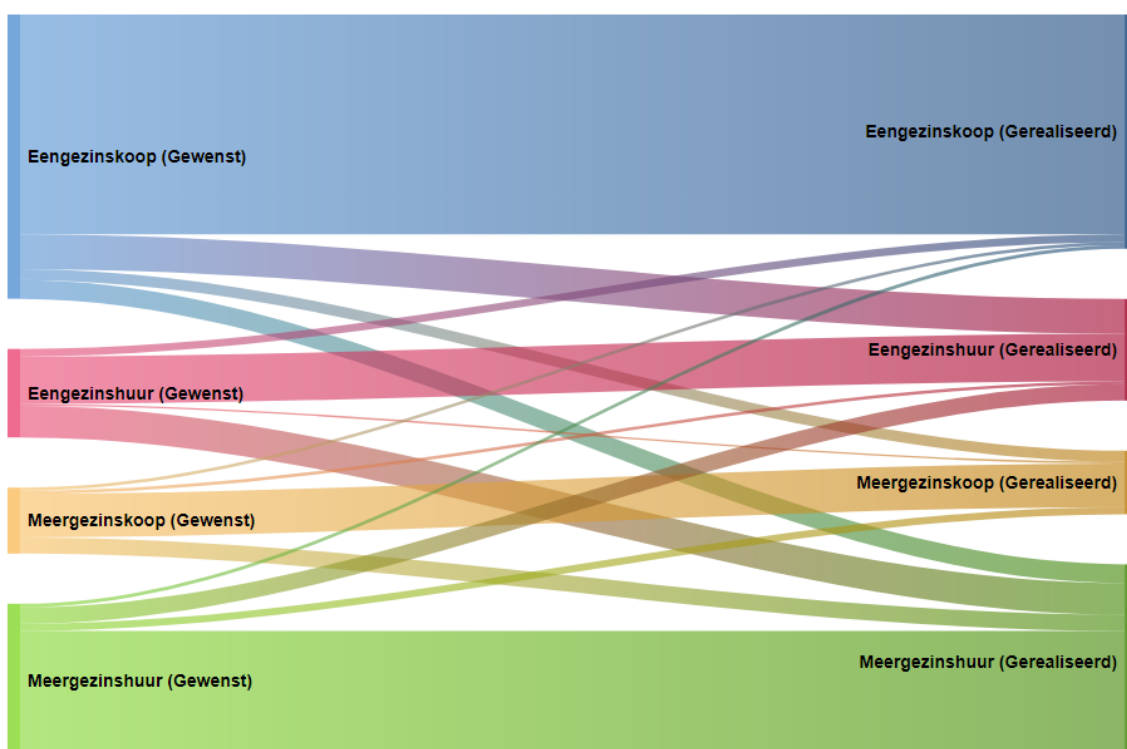 Eengezinskoop (Gewenst)
Eengezinshuur (Gewenst)
Meergezinskoop (Gewenst)
Meergezinshuur (Gewenst)
Eengezinskoop (Gerealiseerd)
Eengezinshuur (Gerealiseerd)
Meergezinskoop (Gerealiseerd)
Meergezinshuur (Gerealiseerd)